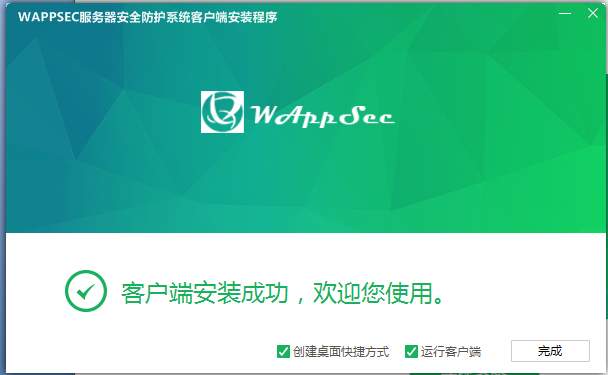 WAPPSEC服务器安全防护系统客户端安装程序
WAppSec
客户端安装成功，欢迎您使用。
创建桌面快捷方式 运行客户端 完成